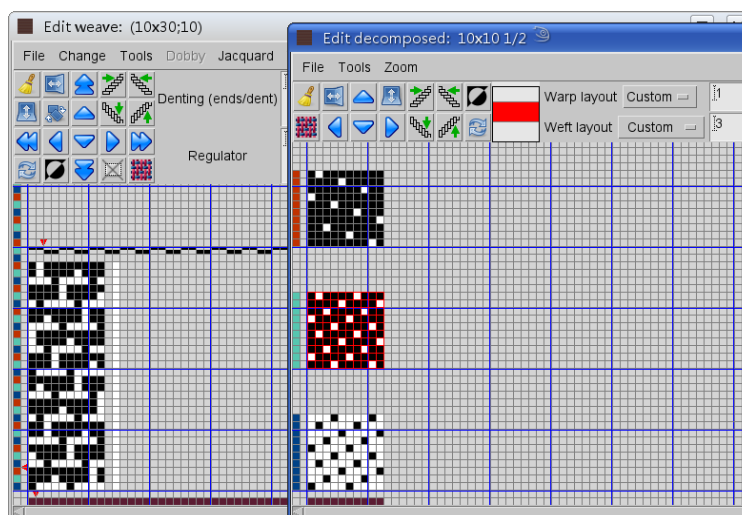 Edit weave: (10x30;10)
File Change Tools Dobby Jacquard
Denting (ends/dent)
Regulator
Edit decomposed: 10x10 1/2
File Tools Zoom
Warp layout Custom 1
Weft layout Custom 3